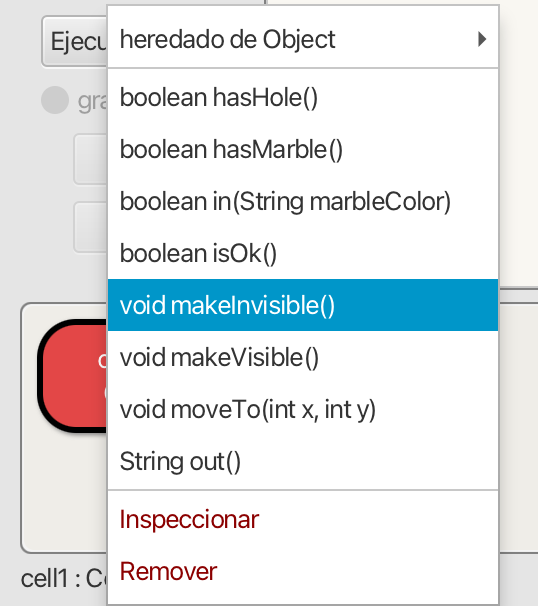 Ejecu
heredado de Object
gra
boolean hasHole()
boolean hasMarble()
boolean in(String marbleColor)
boolean isOk()
void makeInvisible()
void makeVisible()
void moveTo(int x, int y)
String out()
Inspeccionar
Remover
cell1 : Ce